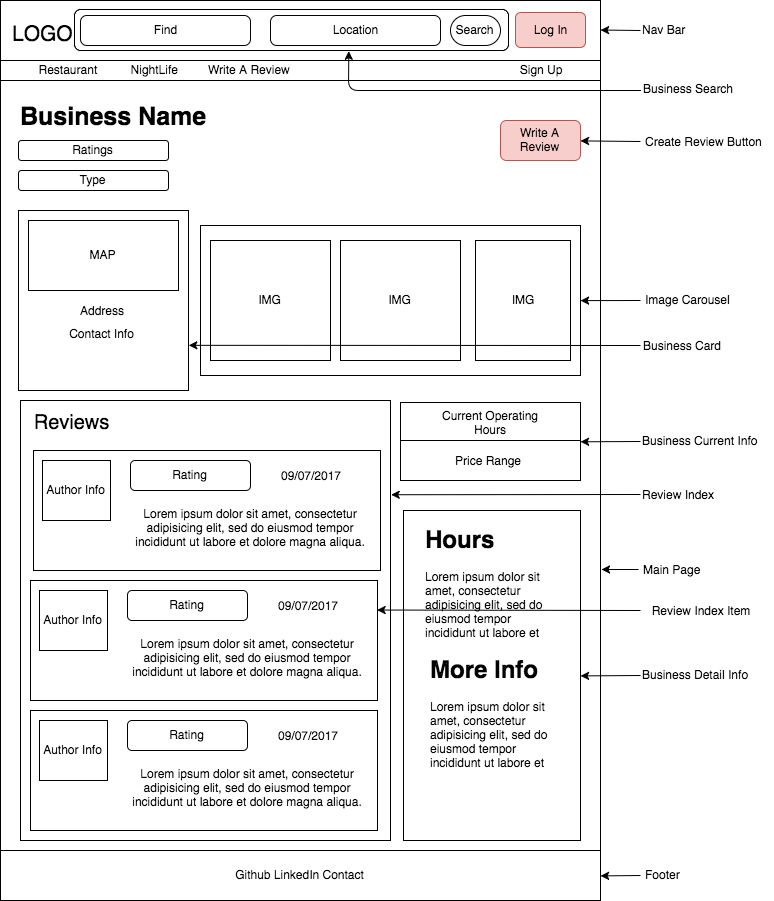 LOGO
Find
Location
Search
Log In
Nav Bar
Restaurant
NightLife
Write A Review
Sign Up
Business Search
Business Name
Write A
Review
Create Review Button
Ratings
Type
MAP
Address
Contact Info
IMG
IMG
IMG
Image Carousel
Business Card
Reviews
Current Operating
Hours
Price Range
Business Current Info
Author Info
Rating
09/07/2017
Lorem ipsum dolor sit amet, consectetur
adipisicing elit, sed do eiusmod tempor
incididunt ut labore et dolore magna aliqua.
Review Index
Hours
Lorem ipsum dolor sit
amet, consectetur
adipisicing elit, sed do
eiusmod tempor
incididunt ut labore et
Main Page
Author Info
Rating
09/07/2017
Lorem ipsum dolor sit amet, consectetur
adipisicing elit, sed do eiusmod tempor
incididunt ut labore et dolore magna aliqua.
Review Index Item
More Info
Lorem ipsum dolor sit
amet, consectetur
adipisicing elit, sed do
eiusmod tempor
incididunt ut labore et
Business Detail Info
Author Info
Rating
09/07/2017
Lorem ipsum dolor sit amet, consectetur
adipisicing elit, sed do eiusmod tempor
incididunt ut labore et dolore magna aliqua.
Github LinkedIn Contact
Footer